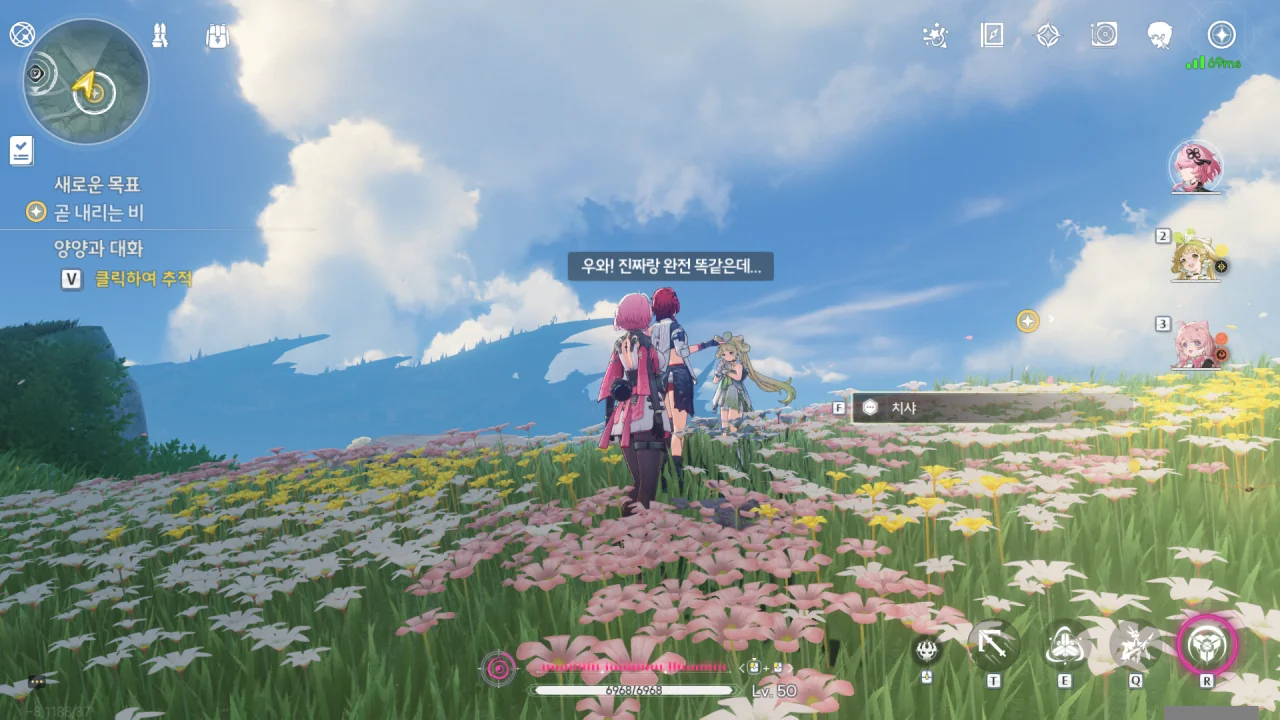 69ms
새로운 목표
곧 내리는 비
양양과 대화
V 클릭하여 추적
우와! 진짜랑 완전 똑같은데...
2
3
F 치샤
T E Q R
6968/6968
Lv. 50